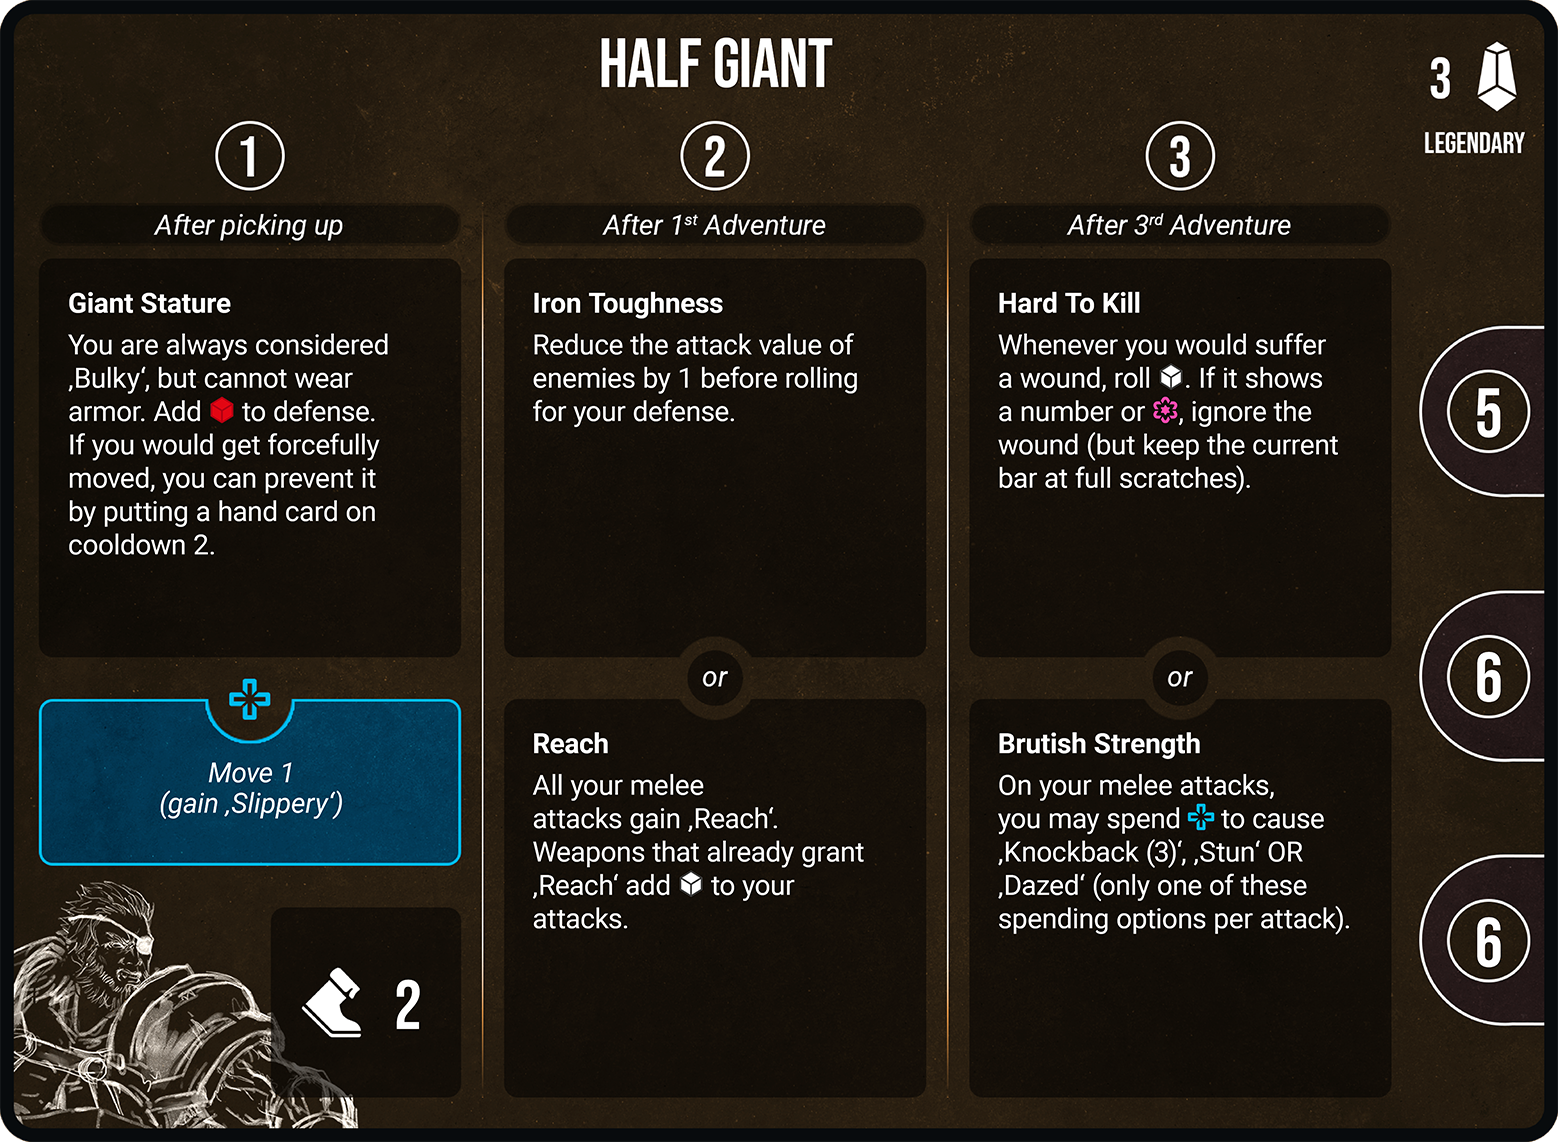 HALF GIANT
3
LEGENDARY
1
After picking up
Giant Stature
You are always considered
‚Bulky‘, but cannot wear
armor. Add to defense.
If you would get forcefully
moved, you can prevent it
by putting a hand card on
cooldown 2.
Move 1
(gain ‚Slippery‘)
2
2
After 1st Adventure
Iron Toughness
Reduce the attack value of
enemies by 1 before rolling
for your defense.
or
Reach
All your melee
attacks gain ‚Reach‘.
Weapons that already grant
‚Reach‘ add to your
attacks.
3
After 3rd Adventure
Hard To Kill
Whenever you would suffer
a wound, roll . If it shows
a number or , ignore the
wound (but keep the current
bar at full scratches).
or
Brutish Strength
On your melee attacks,
you may spend to cause
‚Knockback (3)‘, ‚Stun‘ OR
‚Dazed‘ (only one of these
spending options per attack).
5
6
6